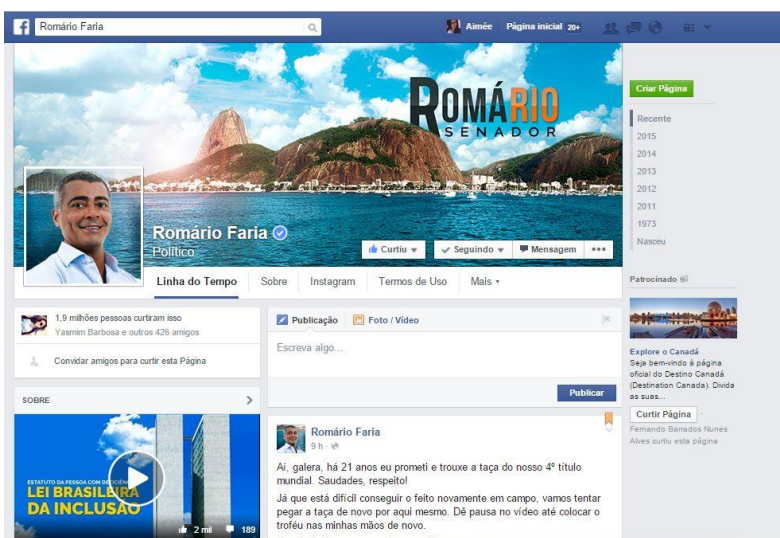 Romário Faria
Aimée
Página inicial 20+
ROMÁRIO
SENADOR
Romário Faria
Político
Curtiu
Seguindo
Mensagem
Linha do Tempo
Sobre
Instagram
Termos de Uso
Mais
Criar Página
Recente
2015
2014
2013
2012
2011
1973
Nasceu
1,9 milhões pessoas curtiram isso
Yasmim Barbosa e outros 426 amigos
Convidar amigos para curtir esta Página
SOBRE
ESTATUTO DA PESSOA COM DEFICIÊNCIA
LEI BRASILEIRA
DA INCLUSÃO
2 mil
189
Publicação
Foto / Vídeo
Escreva algo...
Publicar
Romário Faria
9 h
Aí, galera, há 21 anos eu prometi e trouxe a taça do nosso 4º título
mundial. Saudades, respeito!
Já que está difícil conseguir o feito novamente em campo, vamos tentar
pegar a taça de novo por aqui mesmo. Dê pausa no vídeo até colocar o
troféu nas minhas mãos de novo.
Patrocinado
Explore o Canadá
Seja bem-vindo à página
oficial do Destino Canadá
(Destination Canada). Divida
as suas...
Curtir Página
Fernando Barrados Nunes
Alves curtiu esta página